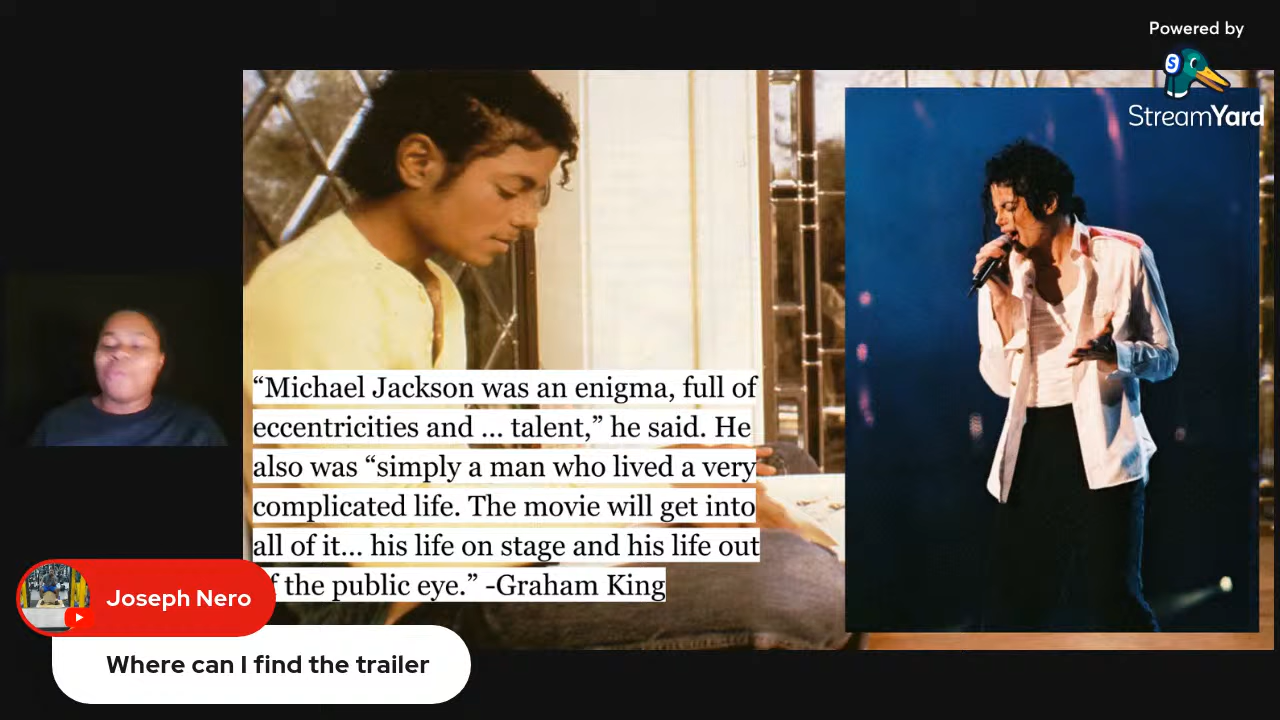 Powered by
S
StreamYard
“Michael Jackson was an enigma, full of
eccentricities and ... talent,” he said. He
also was “simply a man who lived a very
complicated life. The movie will get into
all of it... his life on stage and his life out
the public eye.” -Graham King
Joseph Nero
Where can I find the trailer